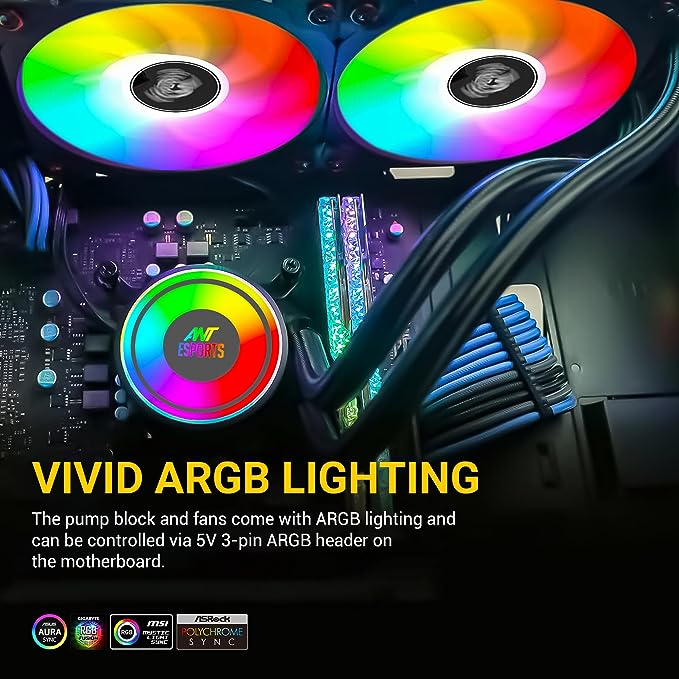 ANT
ESPORTS
VIVID ARGB LIGHTING
The pump block and fans come with ARGB lighting and
can be controlled via 5V 3-pin ARGB header on
the motherboard.
ASUS
AURA
SYNC
GIGABYTE
RGB
FUSION
RGB
MSI
MYSTIC
LIGHT
SYNC
ASRock
POLYCHROME
SYNC